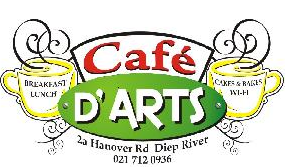 Café
D'ARTS
BREAKFAST
LUNCH
CAKES & BAKES
WI-FI
2a Hanover Rd Diep River
021 712 0936